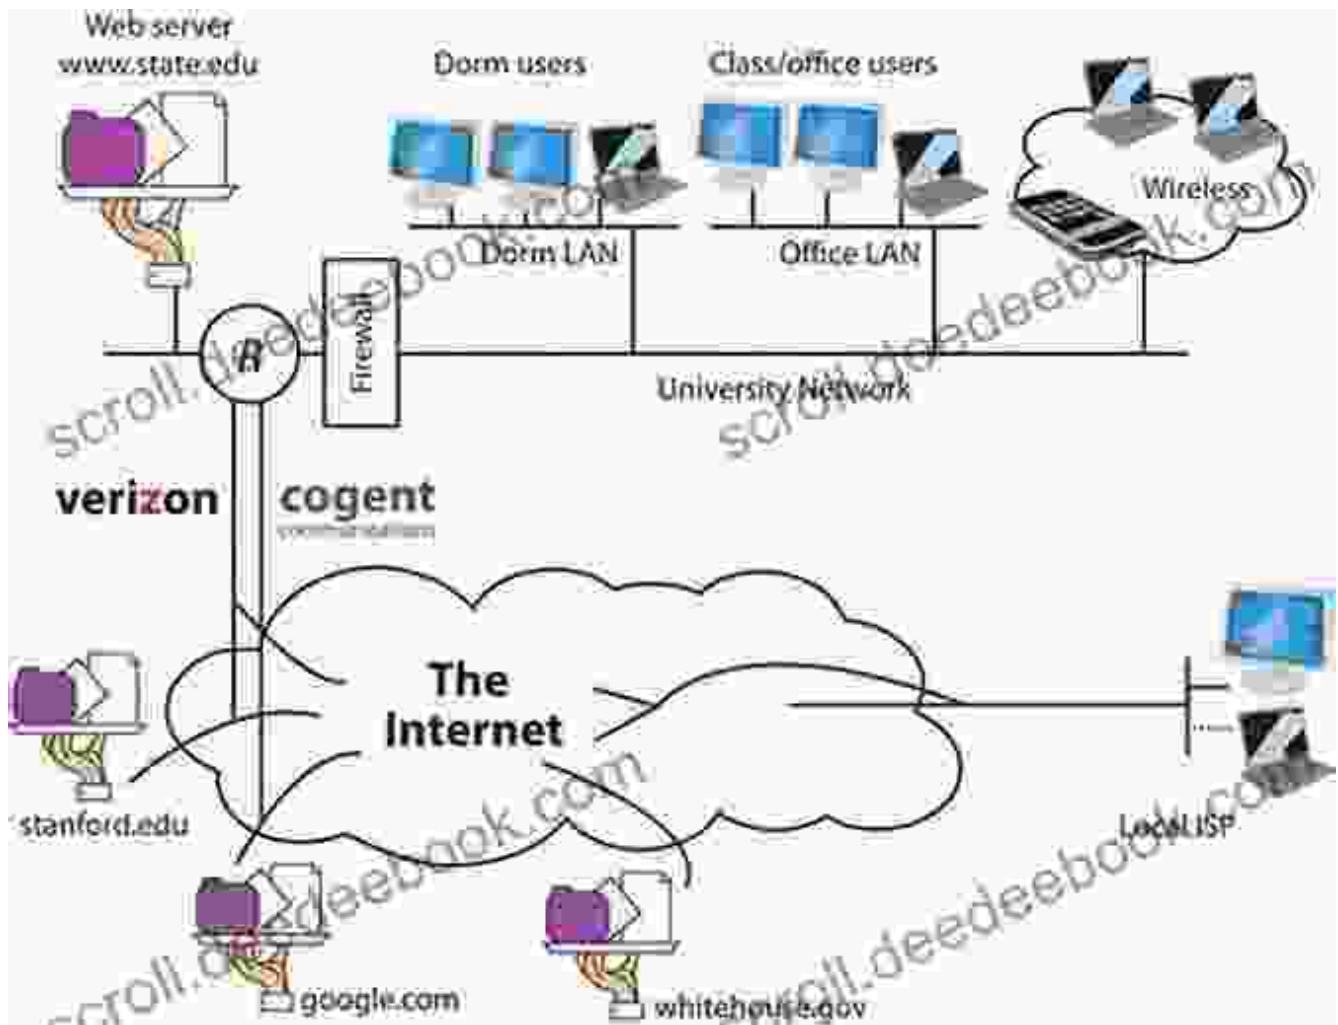 Web server
www.state.edu
Dorm users
Class/office users
Wireless
Dorm LAN
Office LAN
R
Firewall
University Network
verizon
cogent
communications
The
Internet
stanford.edu
Local ISP
google.com
whitehouse.gov
scroll.deedeebook.com
scroll.deedeebook.com
scroll.deedeebook.com
scroll.deedeebook.com